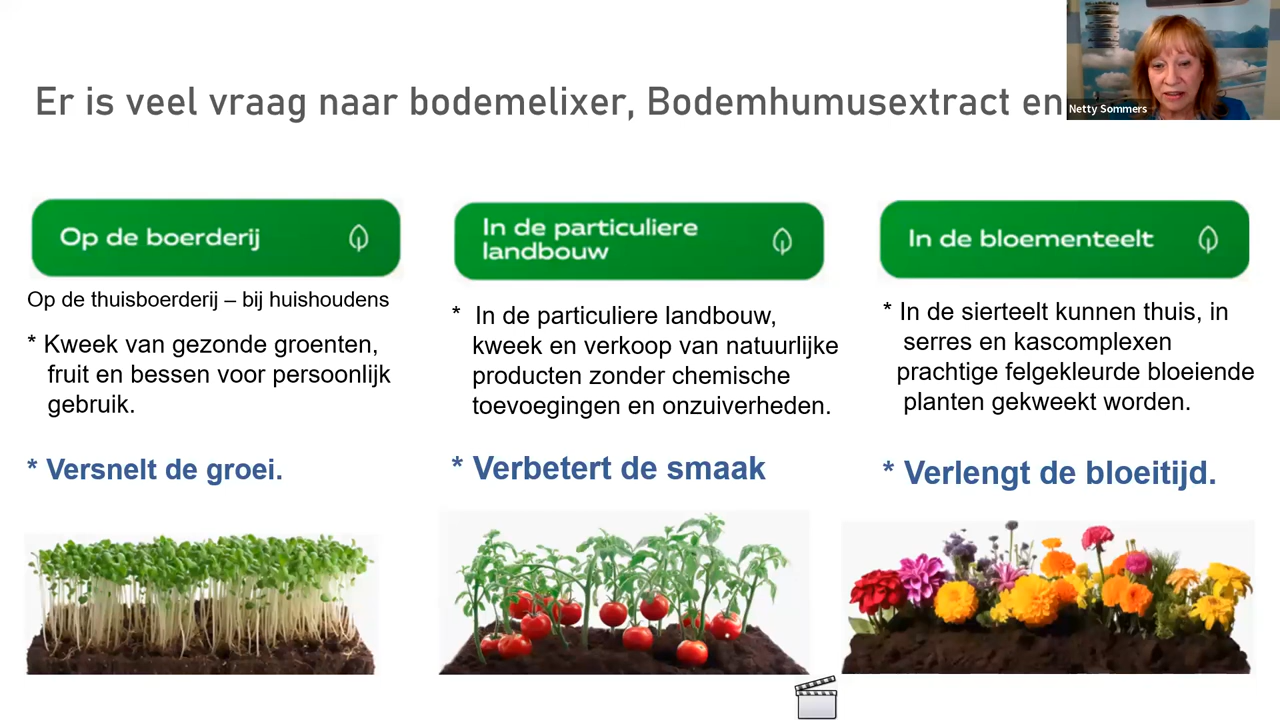 Er is veel vraag naar bodemelixer, Bodemhumusextract en
Netty Sommers
Op de boerderij
Op de thuisboerderij – bij huishoudens
* Kweek van gezonde groenten,
fruit en bessen voor persoonlijk
gebruik.
* Versnelt de groei.
In de particuliere
landbouw
* In de particuliere landbouw,
kweek en verkoop van natuurlijke
producten zonder chemische
toevoegingen en onzuiverheden.
* Verbetert de smaak
In de bloementeelt
* In de sierteelt kunnen thuis, in
serres en kascomplexen
prachtige felgekleurde bloeiende
planten gekweekt worden.
* Verlengt de bloeitijd.